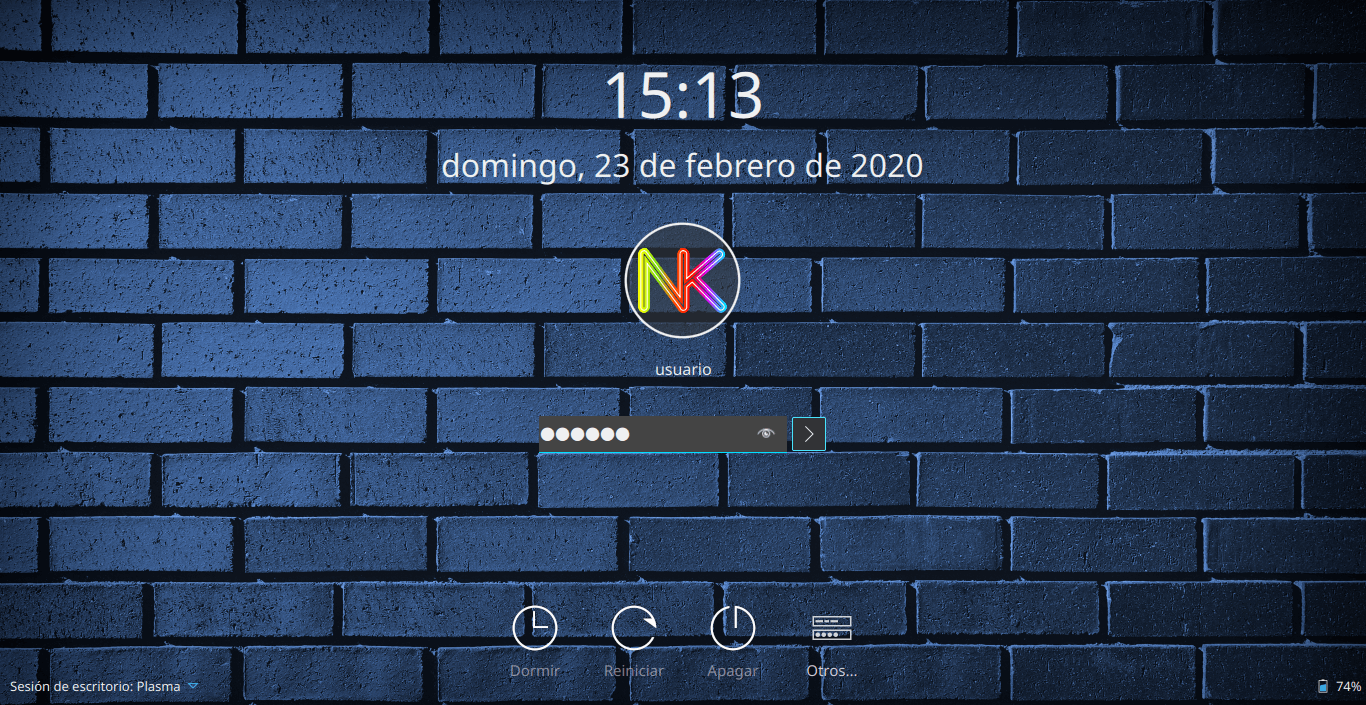 15:13
domingo, 23 de febrero de 2020
NK
usuario
Dormir
Reiniciar
Apagar
Otros...
Sesión de escritorio: Plasma
74%